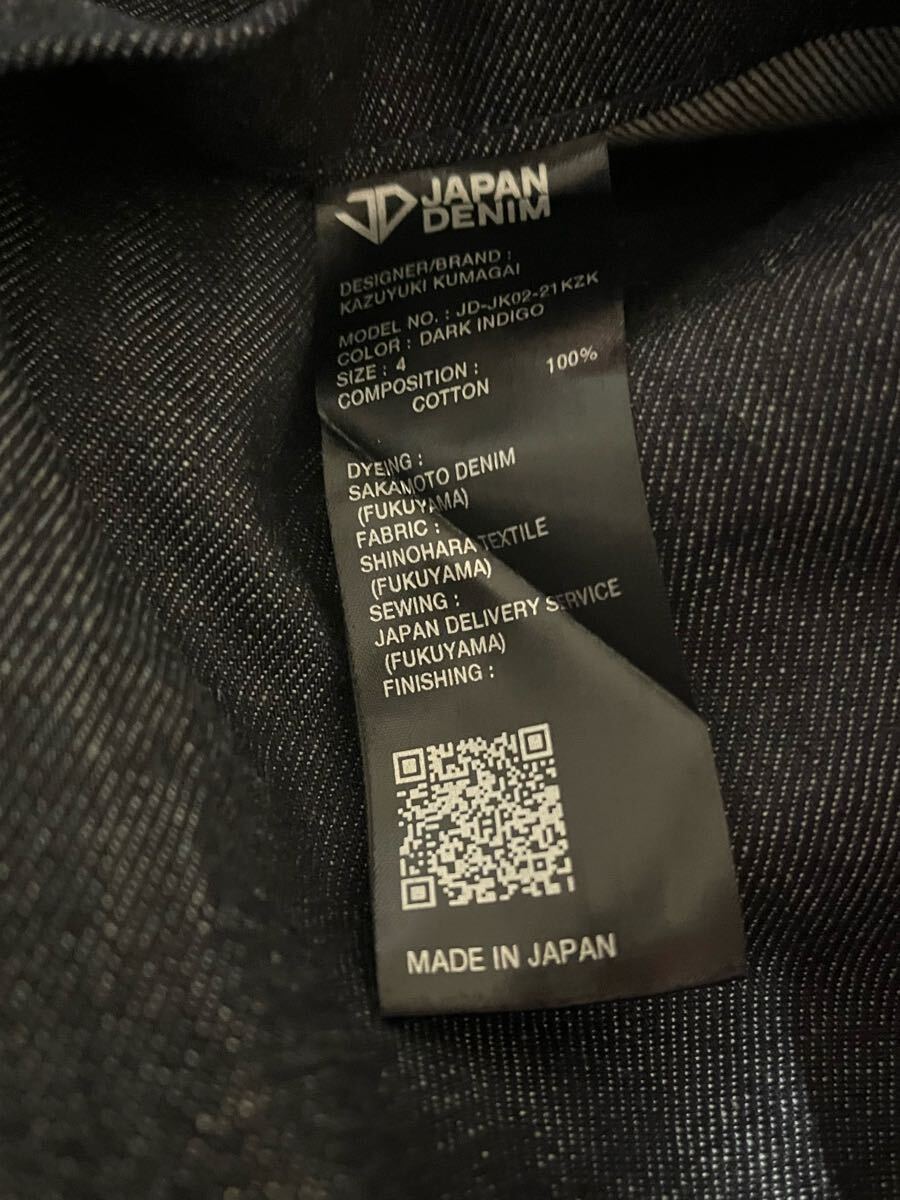 JD JAPAN
DENIM
DESIGNER/BRAND :
KAZUYUKI KUMAGAI
MODEL NO. : JD-JK02-21KZK
COLOR : DARK INDIGO
SIZE : 4
COMPOSITION :
COTTON 100%
DYEING :
SAKAMOTO DENIM
(FUKUYAMA)
FABRIC :
SHINOHARA TEXTILE
(FUKUYAMA)
SEWING :
JAPAN DELIVERY SERVICE
(FUKUYAMA)
FINISHING :
MADE IN JAPAN